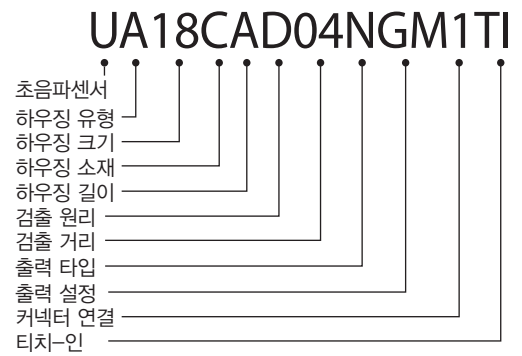 UA18CAD04NGM1TI
초음파센서
하우징 유형
하우징 크기
하우징 소재
하우징 길이
검출 원리
검출 거리
출력 타입
출력 설정
커넥터 연결
티치-인